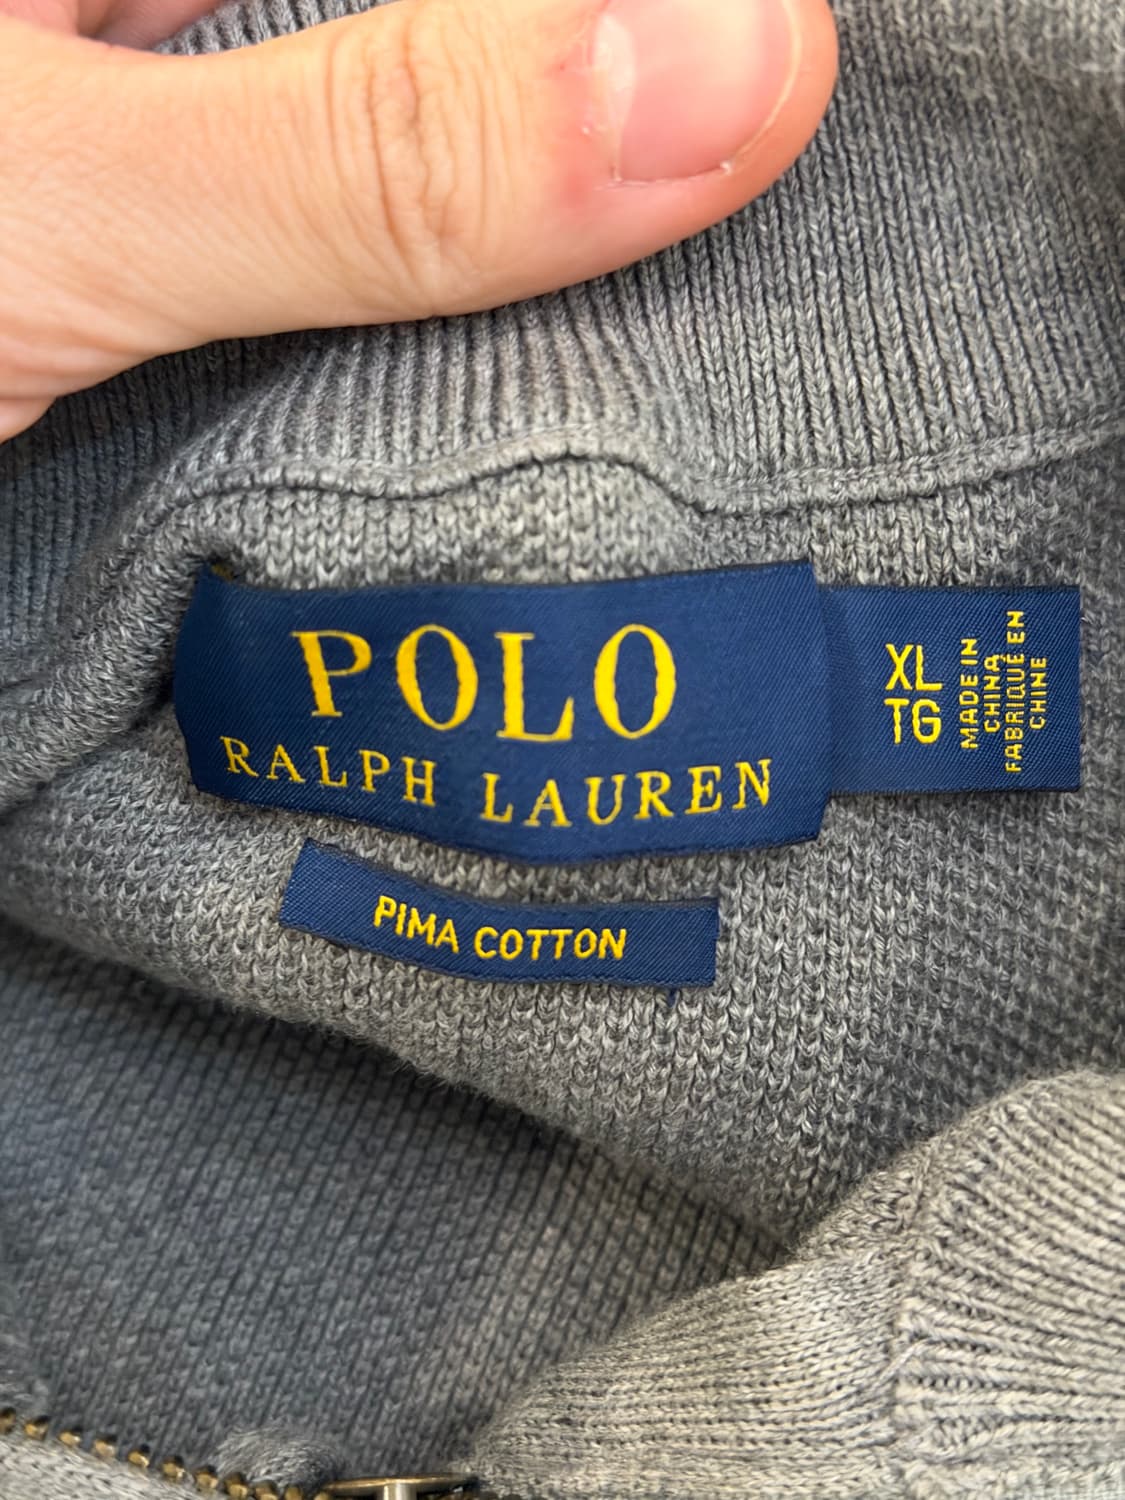 POLO
RALPH LAUREN
XL
TG
MADE IN
CHINA
FABRIQUÉ EN
CHINE
PIMA COTTON